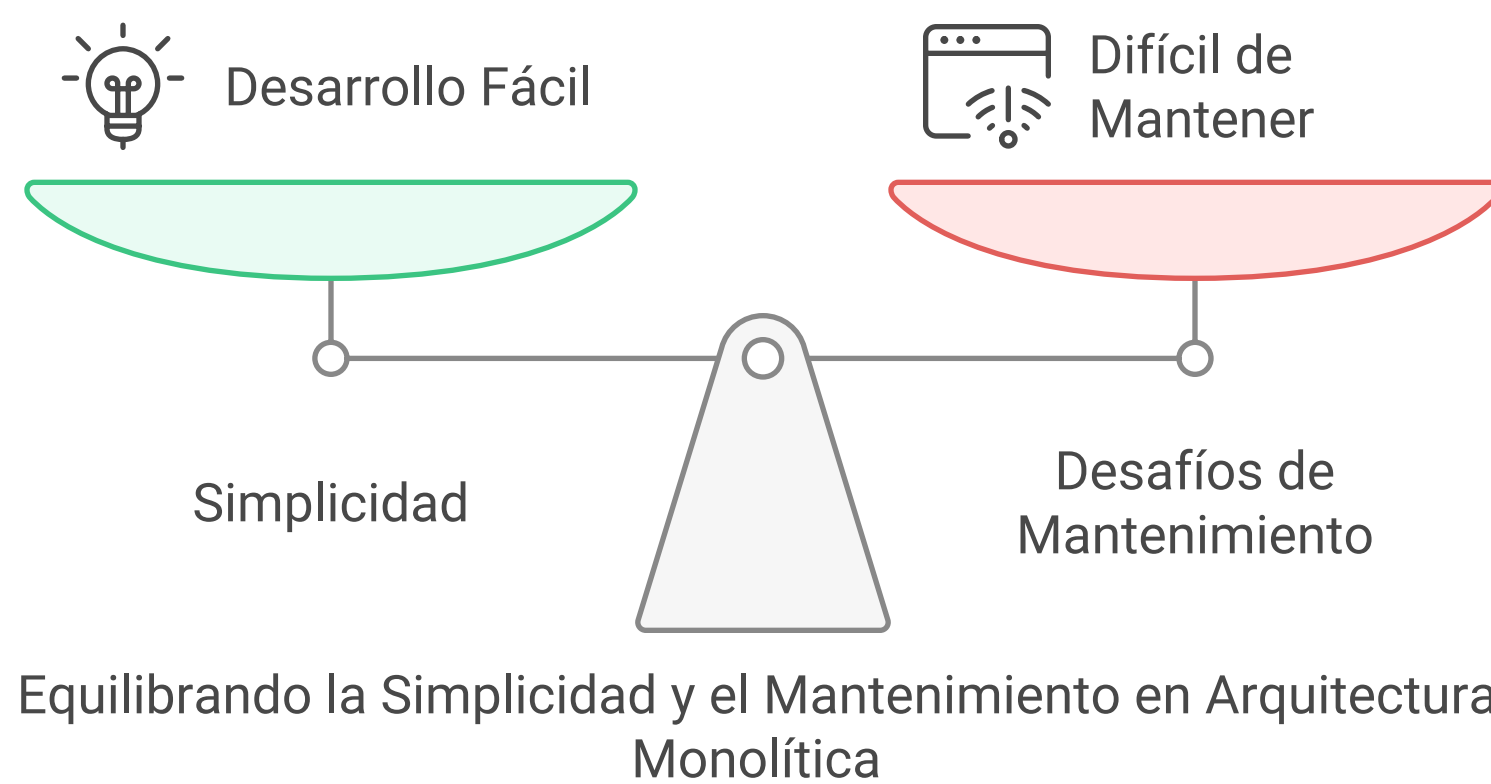 Desarrollo Fácil
Difícil de
Mantener
Simplicidad
Desafíos de
Mantenimiento
Equilibrando la Simplicidad y el Mantenimiento en Arquitectura
Monolítica